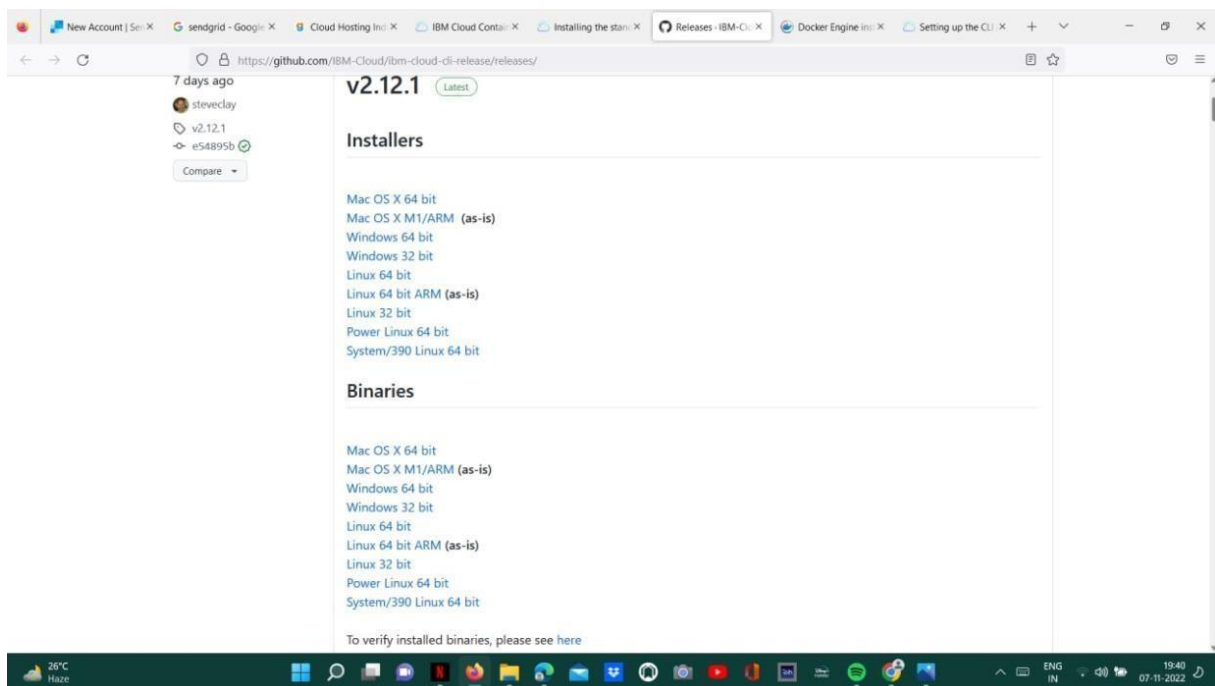 New Account | Sen
sendgrid - Google
Cloud Hosting Ind
IBM Cloud Contain
Installing the stan
Releases · IBM-Clo
Docker Engine ins
Setting up the CLI
https://github.com/IBM-Cloud/ibm-cloud-cli-release/releases/
7 days ago
steveclay
v2.12.1
e54895b
Compare
v2.12.1 Latest
Installers
Mac OS X 64 bit
Mac OS X M1/ARM (as-is)
Windows 64 bit
Windows 32 bit
Linux 64 bit
Linux 64 bit ARM (as-is)
Linux 32 bit
Power Linux 64 bit
System/390 Linux 64 bit
Binaries
Mac OS X 64 bit
Mac OS X M1/ARM (as-is)
Windows 64 bit
Windows 32 bit
Linux 64 bit
Linux 64 bit ARM (as-is)
Linux 32 bit
Power Linux 64 bit
System/390 Linux 64 bit
To verify installed binaries, please see here
26°C
Haze
ENG
IN
19:40
07-11-2022